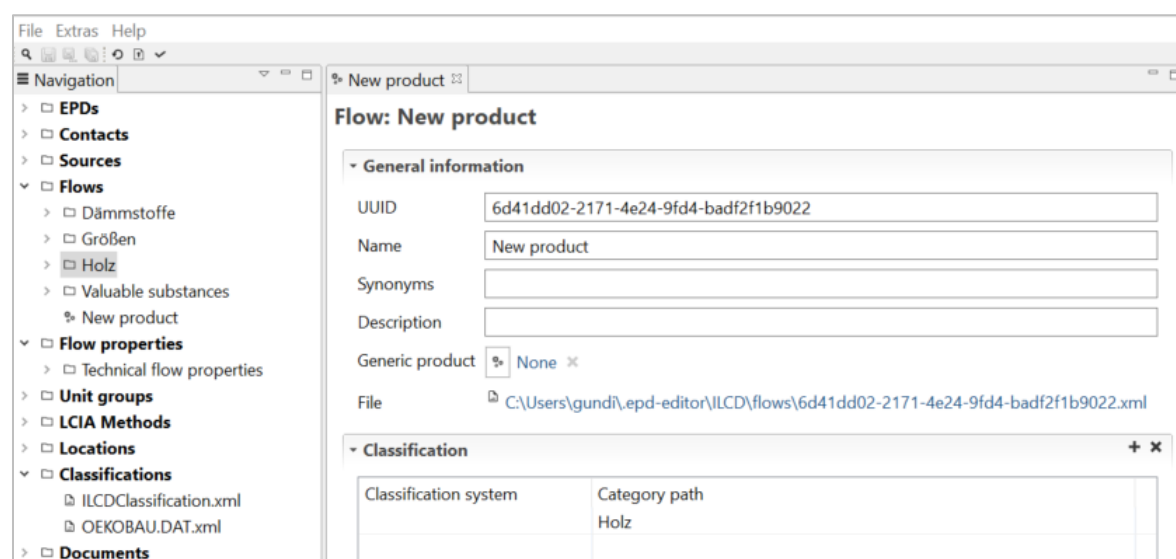 File Extras Help
Navigation
EPDs
Contacts
Sources
Flows
Dämmstoffe
Größen
Holz
Valuable substances
New product
Flow properties
Technical flow properties
Unit groups
LCIA Methods
Locations
Classifications
ILCDClassification.xml
OEKOBAU.DAT.xml
Documents
New product
Flow: New product
General information
UUID 6d41dd02-2171-4e24-9fd4-badf2f1b9022
Name New product
Synonyms
Description
Generic product None
File C:\Users\gundi\.epd-editor\ILCD\flows\6d41dd02-2171-4e24-9fd4-badf2f1b9022.xml
Classification
Classification system Category path
Holz